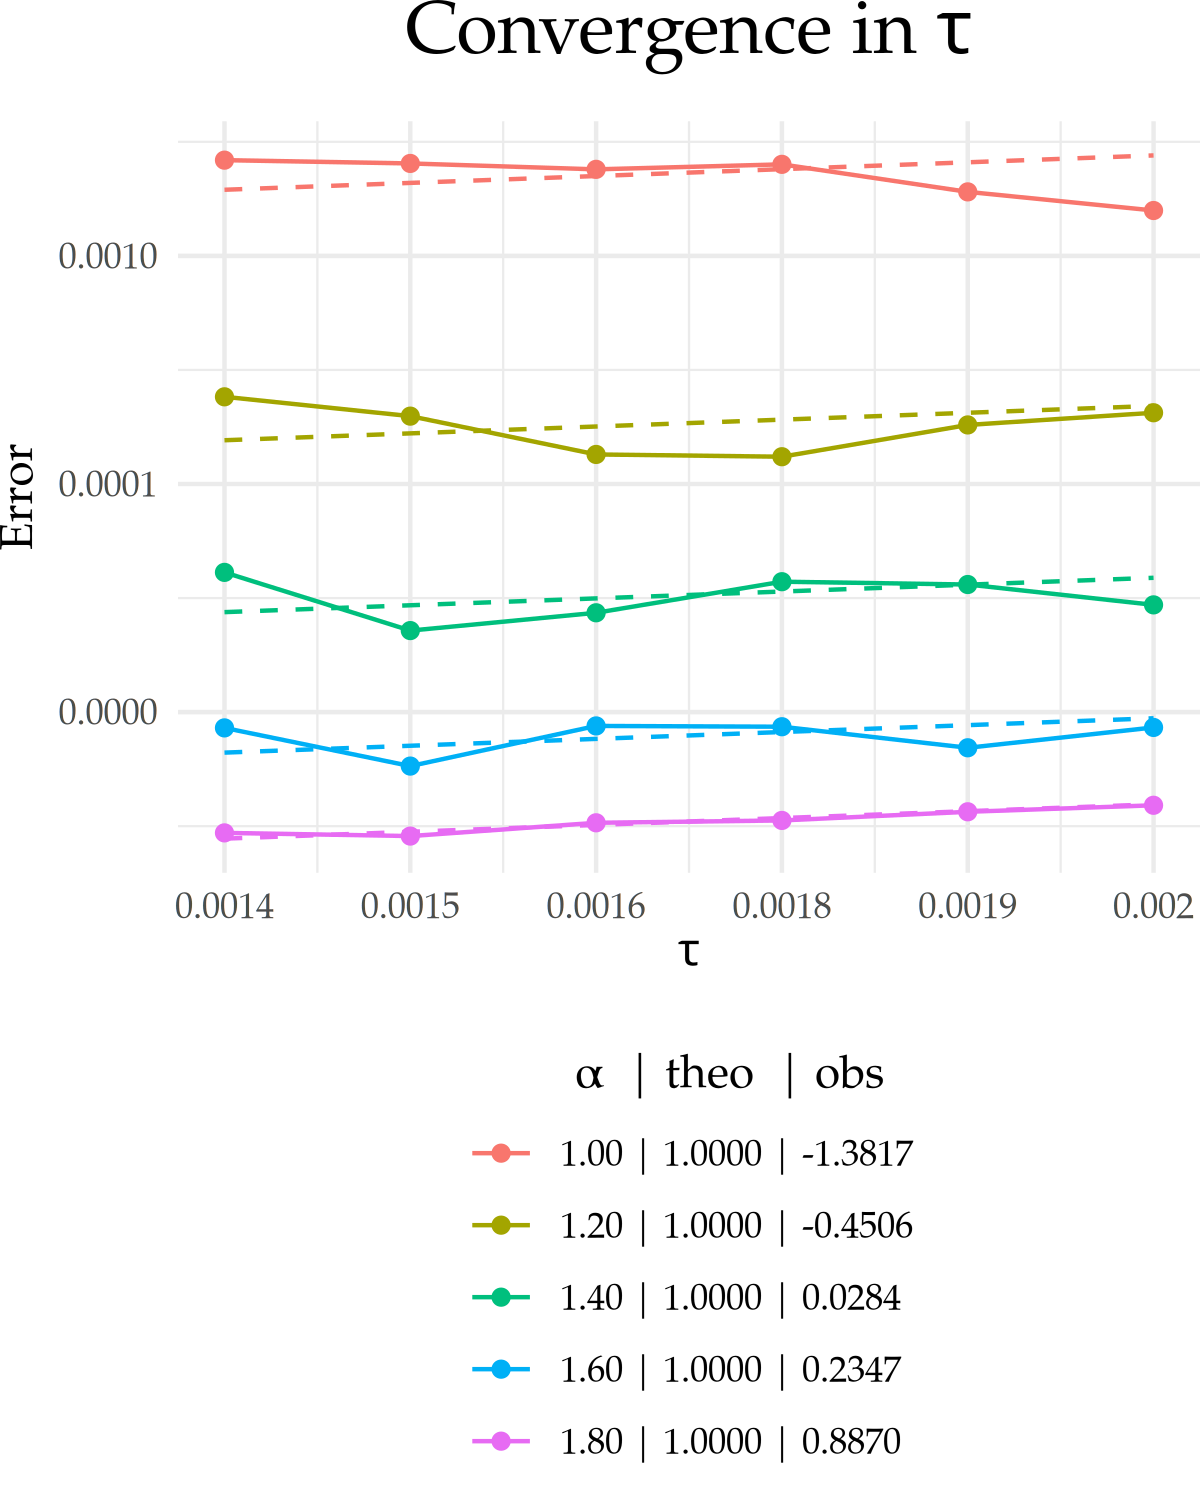 Convergence in τ
Error
0.0010
0.0001
0.0000
0.0014 0.0015 0.0016 0.0018 0.0019 0.002
τ
α | theo | obs
1.00 | 1.0000 | -1.3817
1.20 | 1.0000 | -0.4506
1.40 | 1.0000 | 0.0284
1.60 | 1.0000 | 0.2347
1.80 | 1.0000 | 0.8870